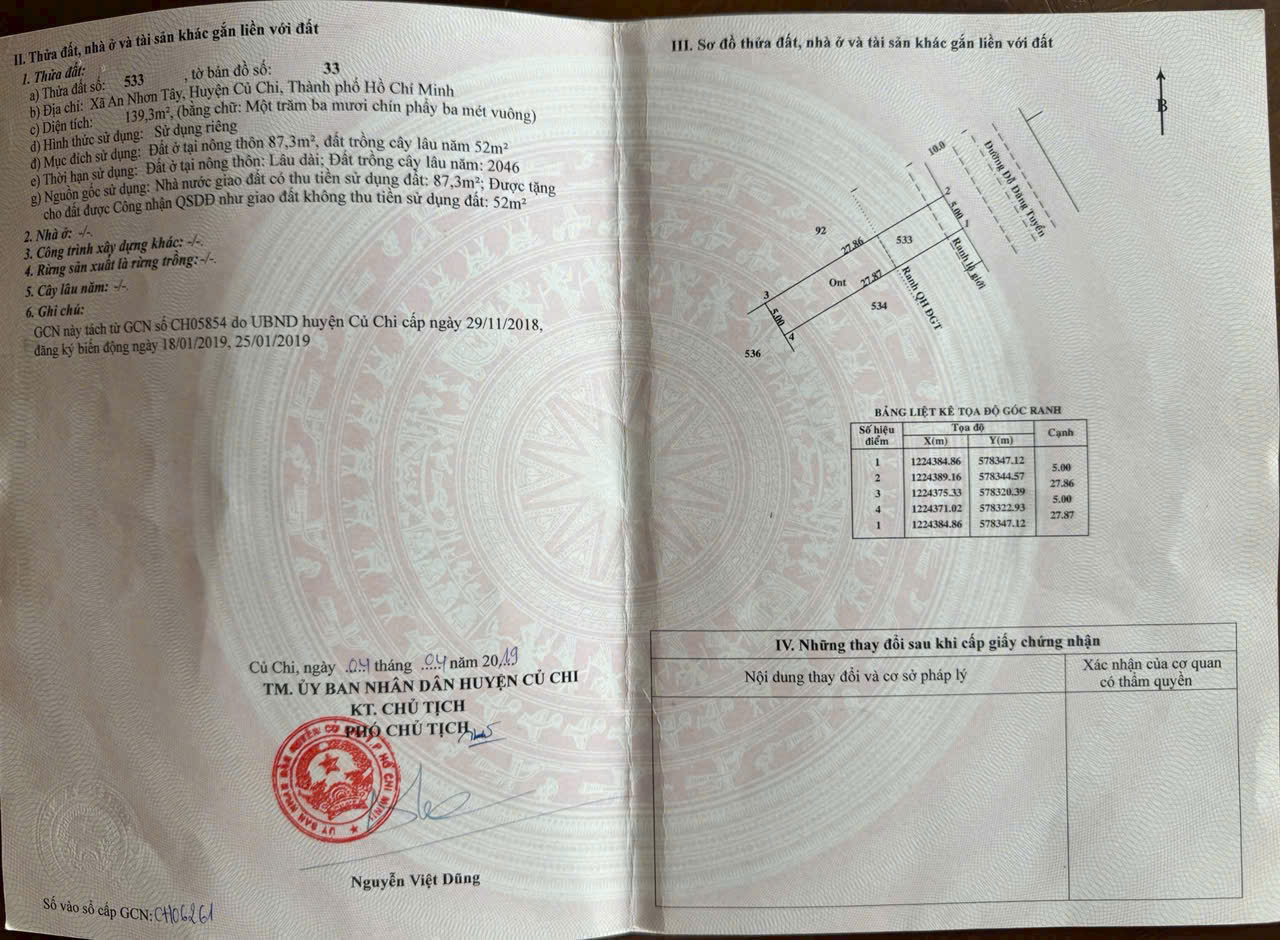 II. Thửa đất, nhà ở và tài sản khác gắn liền với đất
1. Thửa đất:
a) Thửa đất số: 533 , tờ bản đồ số: 33
b) Địa chỉ: Xã An Nhơn Tây, Huyện Củ Chi, Thành phố Hồ Chí Minh
c) Diện tích: 139,3m², (bằng chữ: Một trăm ba mươi chín phẩy ba mét vuông)
d) Hình thức sử dụng: Sử dụng riêng
đ) Mục đích sử dụng: Đất ở tại nông thôn 87,3m², đất trồng cây lâu năm 52m²
e) Thời hạn sử dụng: Đất ở tại nông thôn: Lâu dài; Đất trồng cây lâu năm: 2046
g) Nguồn gốc sử dụng: Nhà nước giao đất có thu tiền sử dụng đất: 87,3m²; Được tặng
cho đất được Công nhận QSDĐ như giao đất không thu tiền sử dụng đất: 52m²
2. Nhà ở: -/-.
3. Công trình xây dựng khác: -/-.
4. Rừng sản xuất là rừng trồng: -/-.
5. Cây lâu năm: -/-.
6. Ghi chú:
GCN này tách từ GCN số CH05854 do UBND huyện Củ Chi cấp ngày 29/11/2018,
đăng ký biến động ngày 18/01/2019, 25/01/2019
Củ Chi, ngày 04 tháng 04 năm 2019
TM. ỦY BAN NHÂN DÂN HUYỆN CỦ CHI
KT. CHỦ TỊCH
PHÓ CHỦ TỊCH
Nguyễn Việt Dũng
Số vào sổ cấp GCN: CH06261
III. Sơ đồ thửa đất, nhà ở và tài sản khác gắn liền với đất
B
10.0
Đường Đỗ Đăng Tuyển
2
5.00
1
92
27.86
533
Ranh lộ giới
Ont
27.87
Ranh QH ĐGT
3
534
5.00
4
536
BẢNG LIỆT KÊ TỌA ĐỘ GÓC RANH
Số hiệu điểm Tọa độ Cạnh
X(m) Y(m)
1 1224384.86 578347.12
5.00
2 1224389.16 578344.57
27.86
3 1224375.33 578320.39
5.00
4 1224371.02 578322.93
27.87
1 1224384.86 578347.12
IV. Những thay đổi sau khi cấp giấy chứng nhận
Nội dung thay đổi và cơ sở pháp lý
Xác nhận của cơ quan
có thẩm quyền